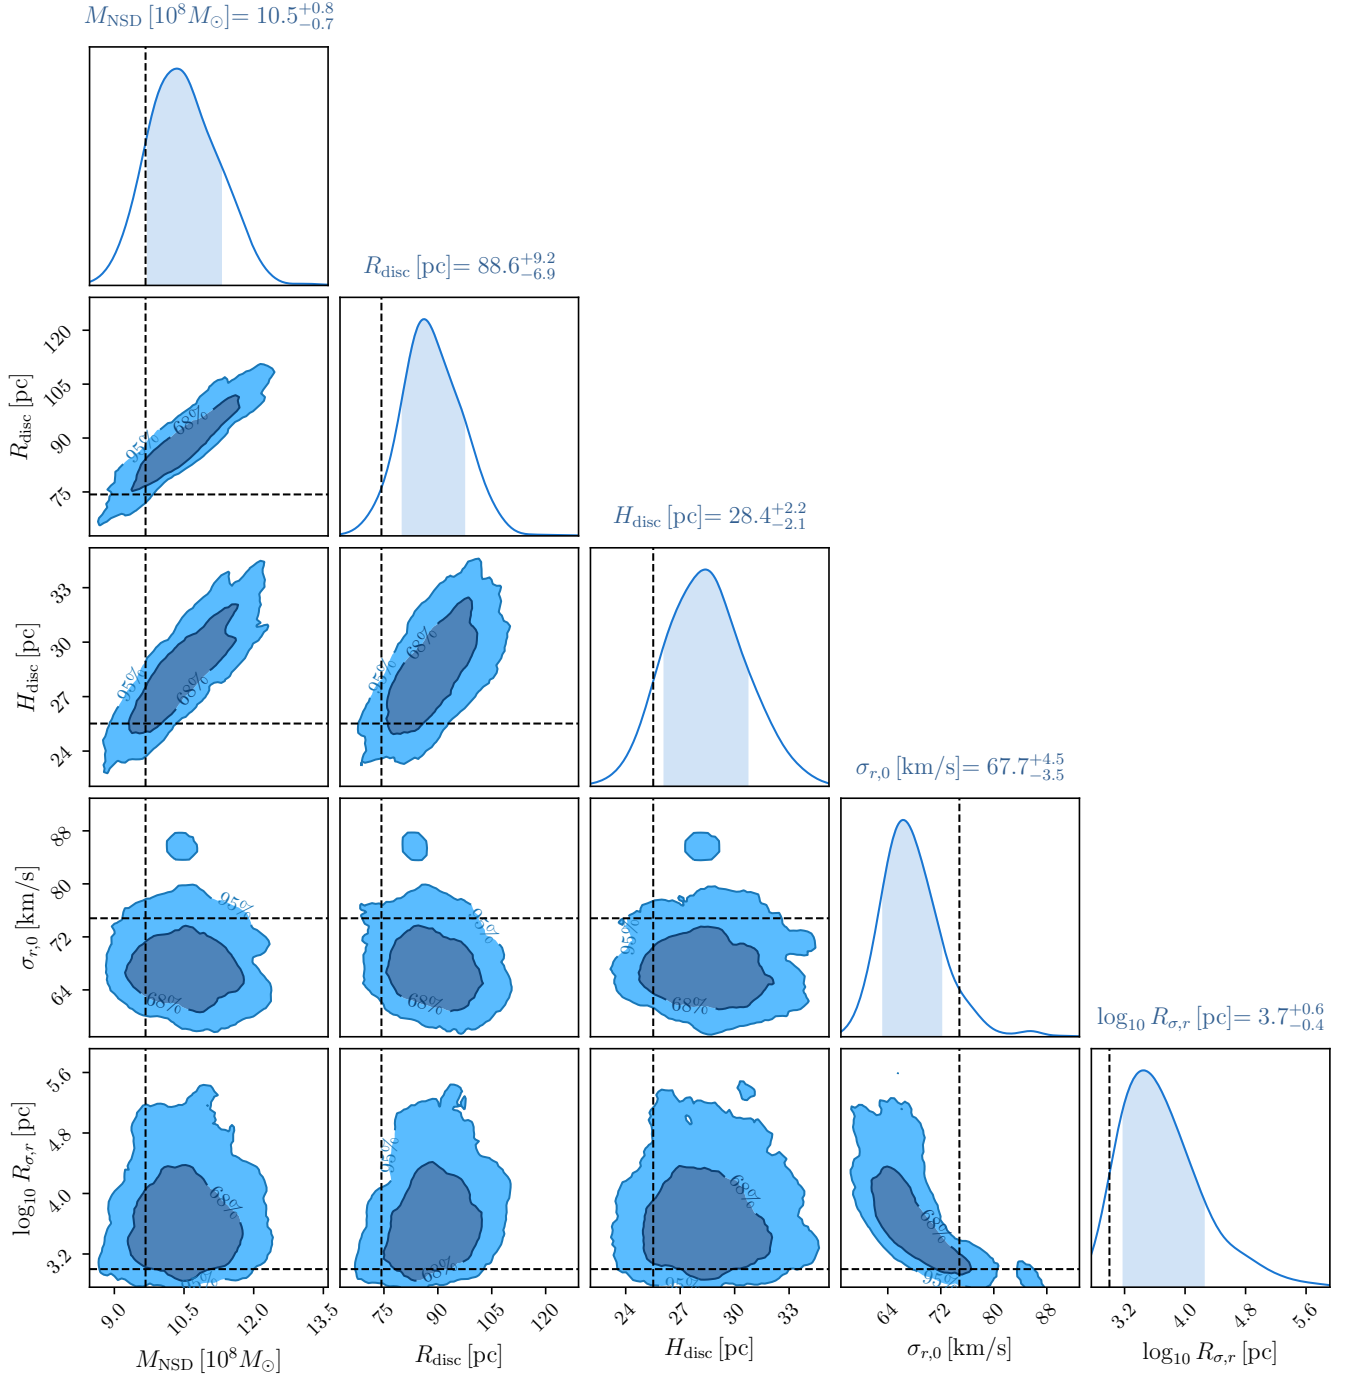 M_NSD [10^8 M_⊙]= 10.5^{+0.8}_{−0.7}
R_disc [pc]= 88.6^{+9.2}_{−6.9}
120
105
90
75
R_disc [pc]
95%
68%
H_disc [pc]= 28.4^{+2.2}_{−2.1}
33
30
27
24
H_disc [pc]
95%
68%
95%
68%
σ_{r,0} [km/s]= 67.7^{+4.5}_{−3.5}
88
80
72
64
σ_{r,0} [km/s]
95%
68%
95%
68%
95%
68%
log_10 R_{σ,r} [pc]= 3.7^{+0.6}_{−0.4}
5.6
4.8
4.0
3.2
log_10 R_{σ,r} [pc]
68%
95%
95%
68%
68%
95%
68%
95%
9.0 10.5 12.0 13.5
75 90 105 120
24 27 30 33
64 72 80 88
3.2 4.0 4.8 5.6
M_NSD [10^8 M_⊙]
R_disc [pc]
H_disc [pc]
σ_{r,0} [km/s]
log_10 R_{σ,r} [pc]